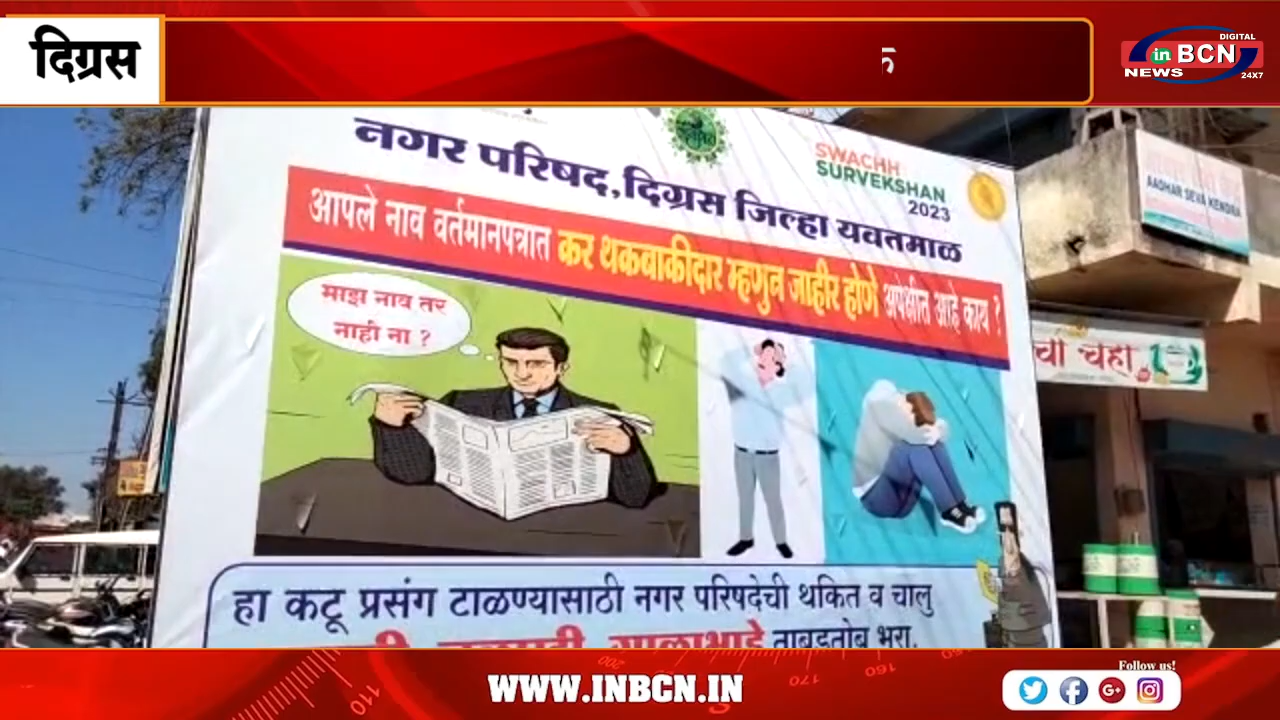 दिग्रस
DIGITAL
in BCN
NEWS
24X7
नगर परिषद,दिग्रस जिल्हा यवतमाळ
SWACHH
SURVEKSHAN
2023
आपले नाव वर्तमानपत्रात कर थकबाकीदार म्हणुन जाहीर होणे अपेक्षीत आहे काय ?
माझ नाव तर
नाही ना ?
हा कटू प्रसंग टाळण्यासाठी नगर परिषदेची थकित व चालु
गाळाभाडे ताबडतोब भरा.
AADHAR SEVA KENDRA
ची चहा
WWW.INBCN.IN
Follow us!